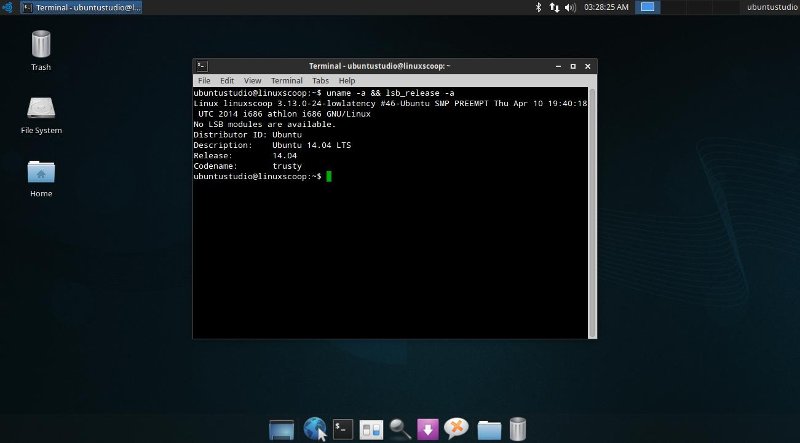 Terminal - ubuntustudio@l...
03:28:25 AM
ubuntustudio
Trash
File System
Home
Terminal - ubuntustudio@linuxscoop: ~
File Edit View Terminal Tabs Help
ubuntustudio@linuxscoop:~$ uname -a && lsb_release -a
Linux linuxscoop 3.13.0-24-lowlatency #46-Ubuntu SMP PREEMPT Thu Apr 10 19:40:18
UTC 2014 i686 athlon i686 GNU/Linux
No LSB modules are available.
Distributor ID: Ubuntu
Description: Ubuntu 14.04 LTS
Release: 14.04
Codename: trusty
ubuntustudio@linuxscoop:~$